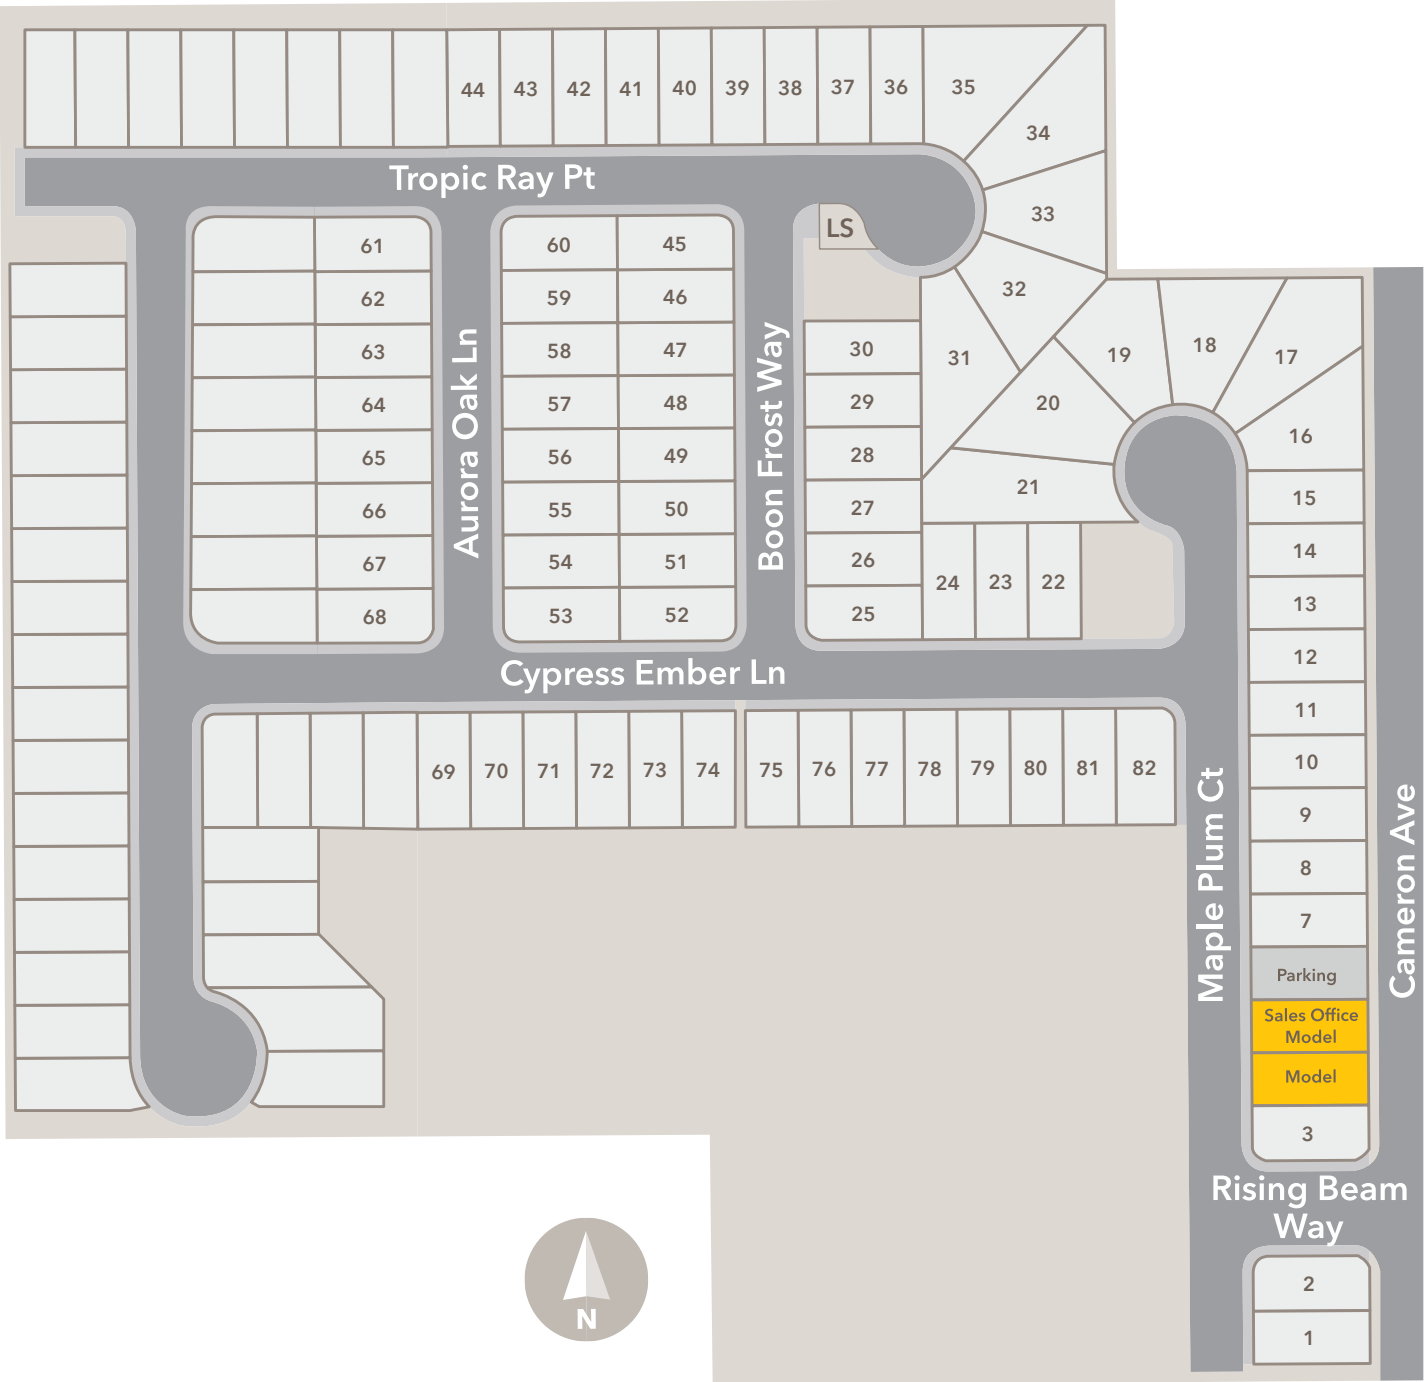 44 43 42 41 40 39 38 37 36 35
34
33
32
31
Tropic Ray Pt
LS
61
62
63
64
65
66
67
68
Aurora Oak Ln
60 45
59 46
58 47
57 48
56 49
55 50
54 51
53 52
Boon Frost Way
30
29
28
27
26
25
24 23 22
21
20
19
18
17
16
15
14
13
12
11
10
9
8
7
Parking
Sales Office
Model
Model
3
Cypress Ember Ln
69 70 71 72 73 74 75 76 77 78 79 80 81 82
Maple Plum Ct
Cameron Ave
Rising Beam
Way
2
1
N